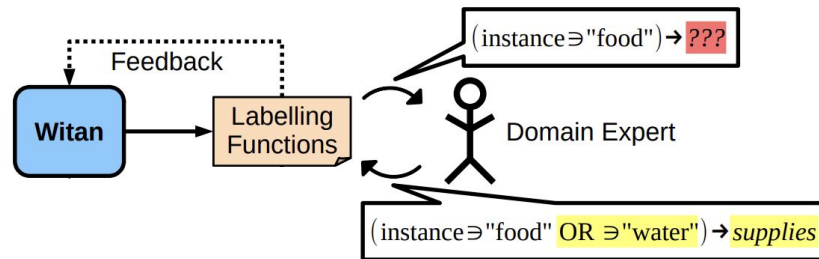 (instance∋"food")→???
Feedback
Witan
Labelling
Functions
Domain Expert
(instance∋"food" OR ∋"water")→supplies